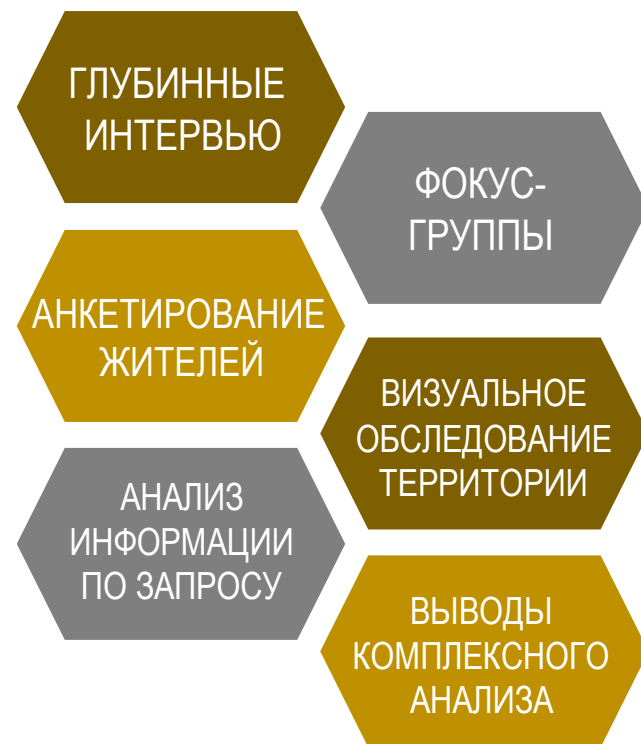 ГЛУБИННЫЕ
ИНТЕРВЬЮ
ФОКУС-
ГРУППЫ
АНКЕТИРОВАНИЕ
ЖИТЕЛЕЙ
ВИЗУАЛЬНОЕ
ОБСЛЕДОВАНИЕ
ТЕРРИТОРИИ
АНАЛИЗ
ИНФОРМАЦИИ
ПО ЗАПРОСУ
ВЫВОДЫ
КОМПЛЕКСНОГО
АНАЛИЗА